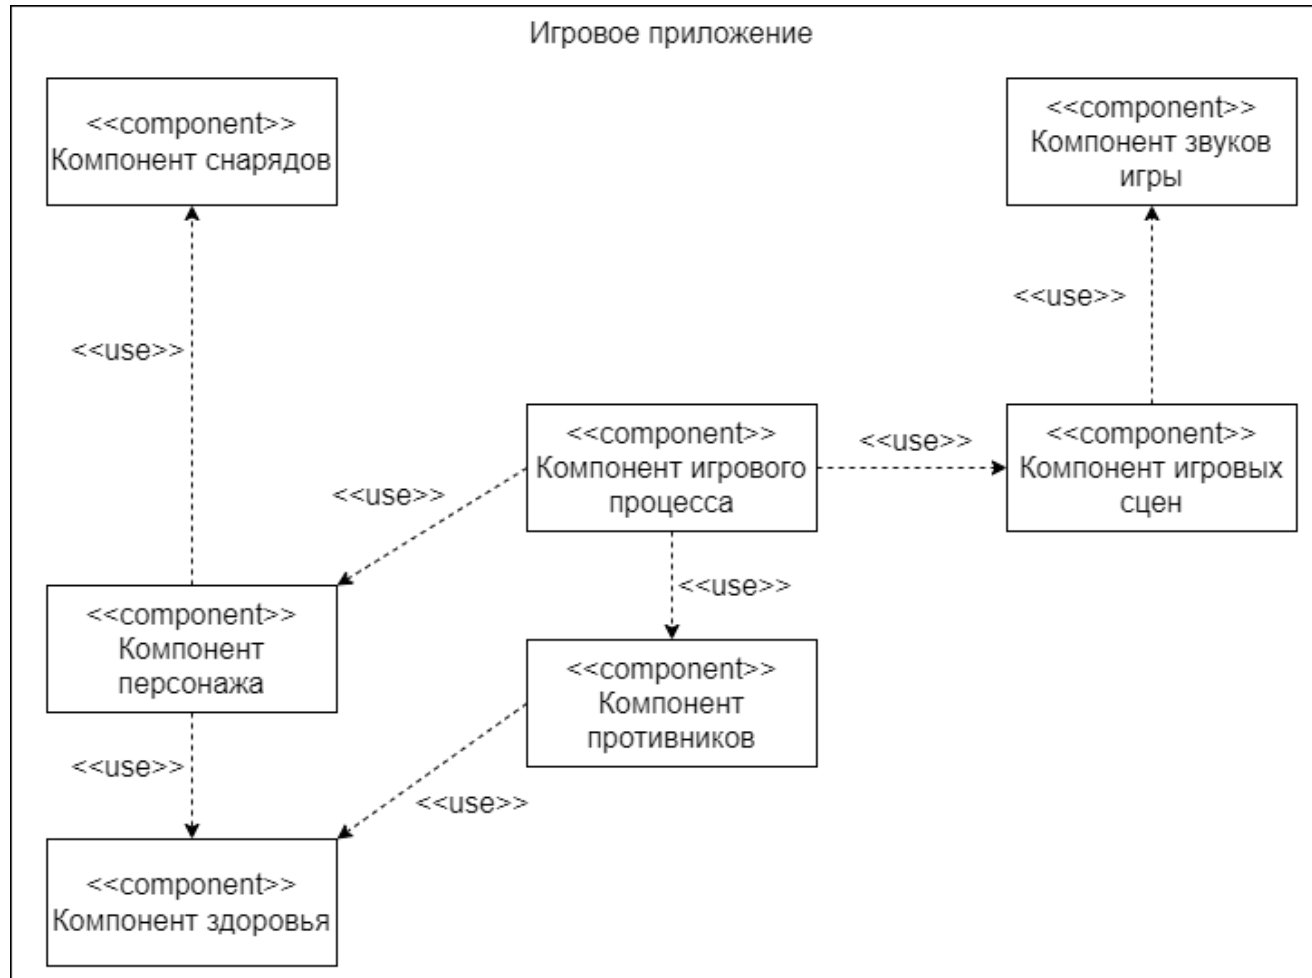 Игровое приложение
<<component>>
Компонент снарядов
<<component>>
Компонент звуков
игры
<<use>>
<<use>>
<<component>>
Компонент игрового
процесса
<<use>>
<<component>>
Компонент игровых
сцен
<<use>>
<<use>>
<<component>>
Компонент
персонажа
<<component>>
Компонент
противников
<<use>>
<<use>>
<<component>>
Компонент здоровья